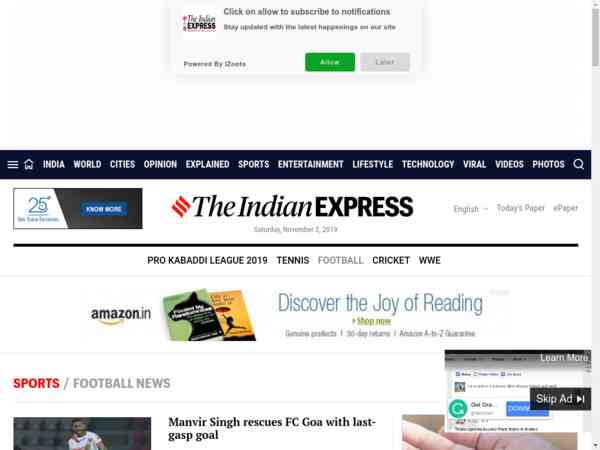 Click on allow to subscribe to notifications
The Indian
EXPRESS
Stay updated with the latest happenings on our site
Powered By iZooto
Allow
Later
INDIA WORLD CITIES OPINION EXPLAINED SPORTS ENTERTAINMENT LIFESTYLE TECHNOLOGY VIRAL VIDEOS PHOTOS
25
KNOW MORE
The Indian EXPRESS
English
Today's Paper
ePaper
Saturday, November 2, 2019
PRO KABADDI LEAGUE 2019 TENNIS FOOTBALL CRICKET WWE
amazon.in
Discover the Joy of Reading
Shop now
Genuine products | 30-day returns | Amazon A-to-Z Guarantee
Learn More
Skip Ad
SPORTS / FOOTBALL NEWS
Manvir Singh rescues FC Goa with last-
gasp goal